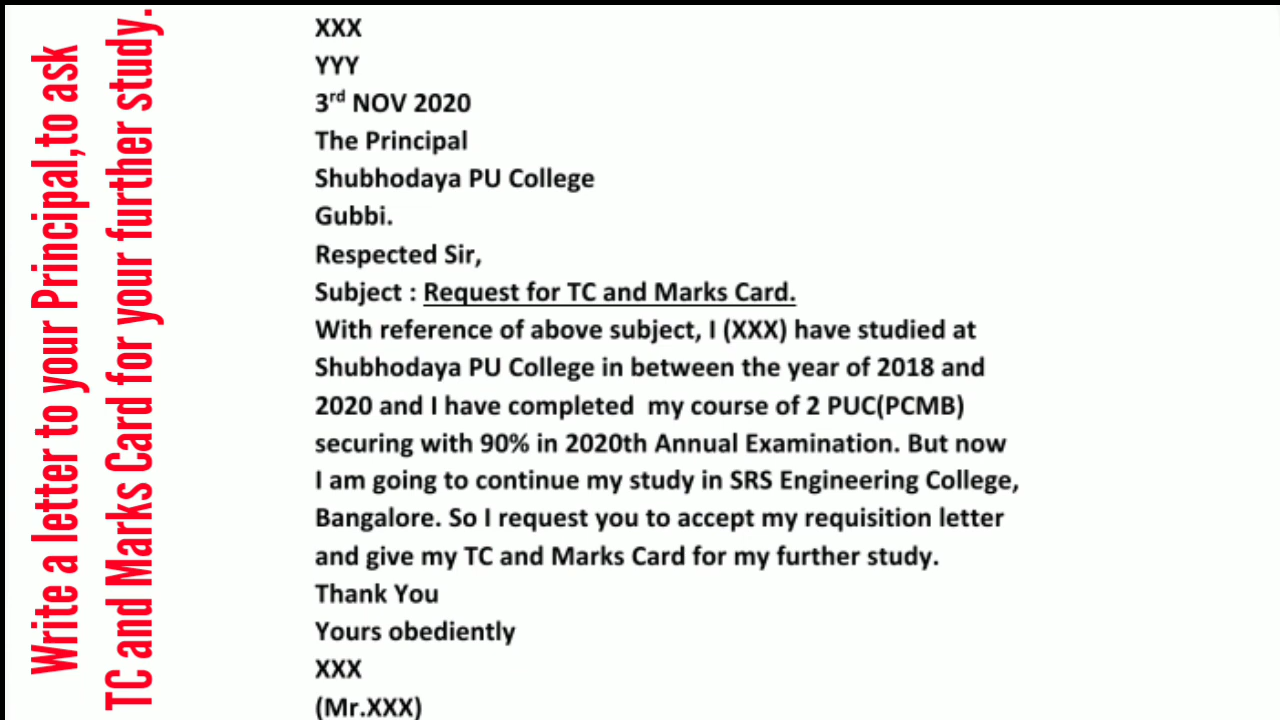 Write a letter to your Principal,to ask
TC and Marks Card for your further study.
XXX
YYY
3rd NOV 2020
The Principal
Shubhodaya PU College
Gubbi.
Respected Sir,
Subject : Request for TC and Marks Card.
With reference of above subject, I (XXX) have studied at
Shubhodaya PU College in between the year of 2018 and
2020 and I have completed  my course of 2 PUC(PCMB)
securing with 90% in 2020th Annual Examination. But now
I am going to continue my study in SRS Engineering College,
Bangalore. So I request you to accept my requisition letter
and give my TC and Marks Card for my further study.
Thank You
Yours obediently
XXX
(Mr.XXX)